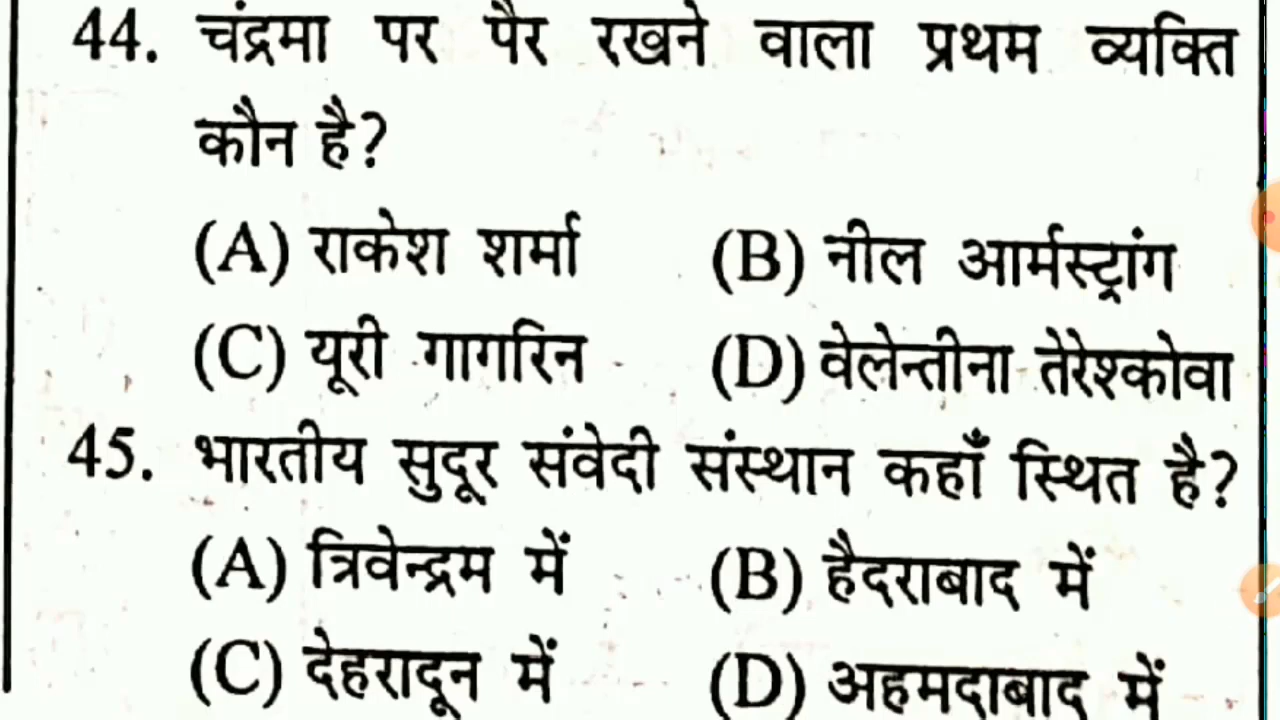 44. चंद्रमा पर पैर रखने वाला प्रथम व्यक्ति
कौन है?
(A) राकेश शर्मा (B) नील आर्मस्ट्रांग
(C) यूरी गागरिन (D) वेलेन्तीना तेरेश्कोवा
45. भारतीय सुदूर संवेदी संस्थान कहाँ स्थित है?
(A) त्रिवेन्द्रम में (B) हैदराबाद में
(C) देहरादून में (D) अहमदाबाद में